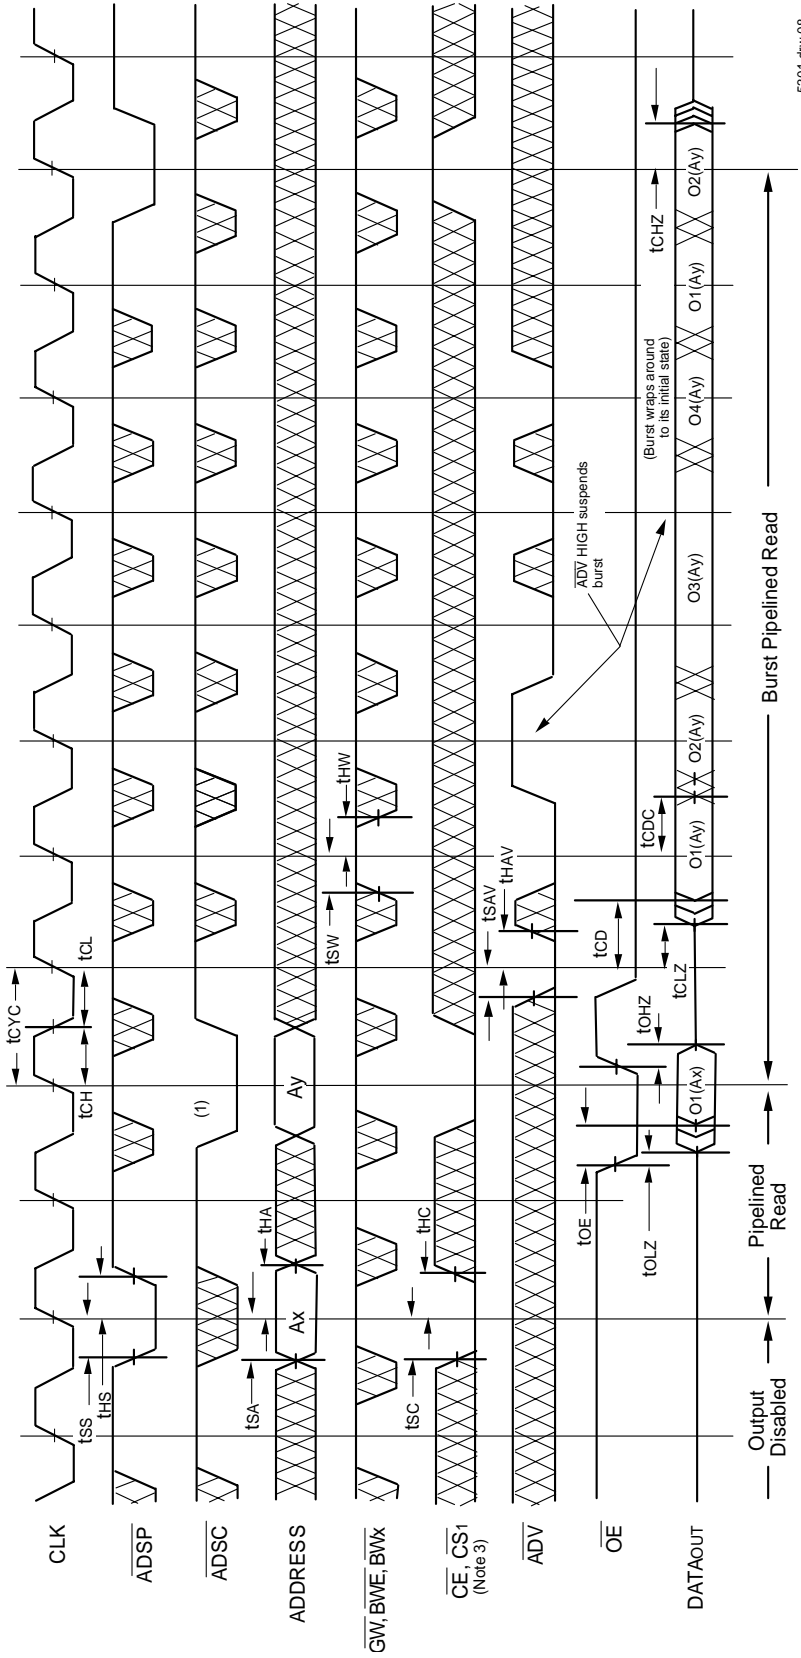 CLK
tCYC
tCH
tCL
tSS
tHS
ADSP
ADSC
(1)
ADDRESS
tSA
tHA
Ax
Ay
GW, BWE, BWx
tSW
tHW
CE, CS1
(Note 3)
tSC
tHC
ADV
tSAV
tHAV
ADV HIGH suspends
burst
OE
tOE
tOHZ
tCD
tOLZ
tCLZ
tCDC
(Burst wraps around
to its initial state)
tCHZ
DATAOUT
O1(Ax)
O1(Ay)
O2(Ay)
O3(Ay)
O4(Ay)
O1(Ay)
O2(Ay)
Output
Disabled
Pipelined
Read
Burst Pipelined Read